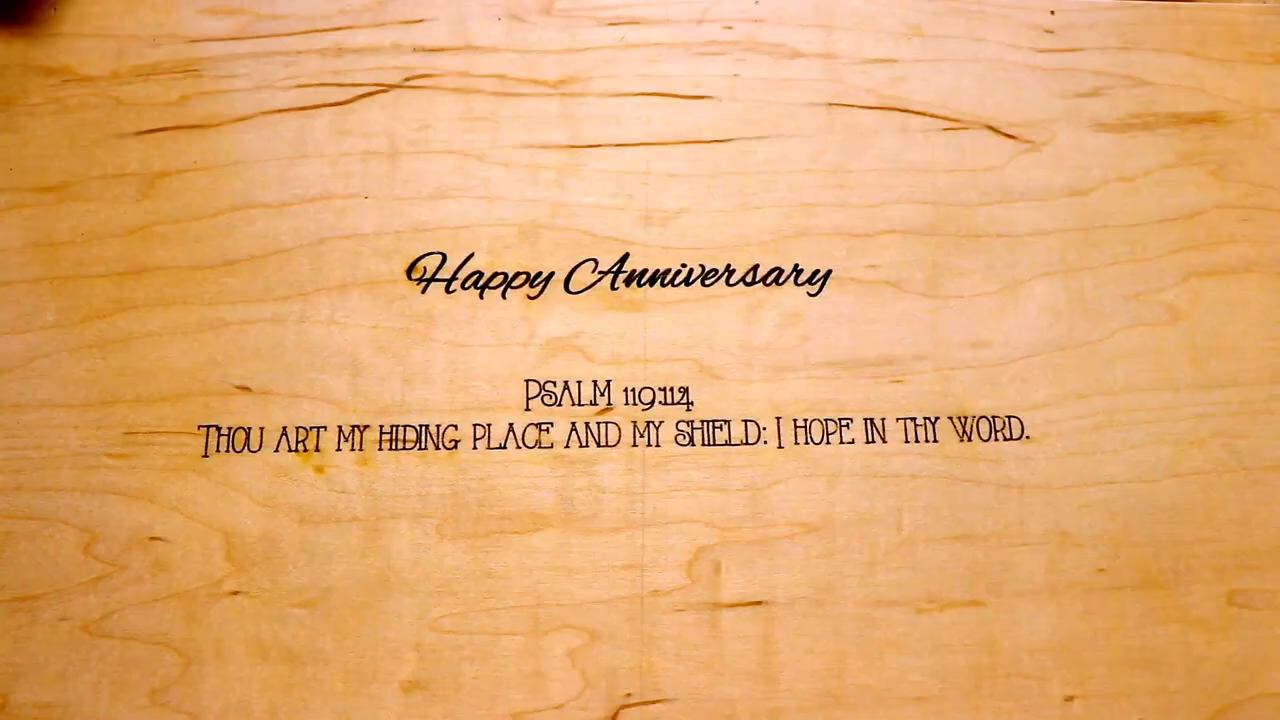 Happy Anniversary
Psalm 119:114
Thou art my hiding place and my shield: I hope in thy word.